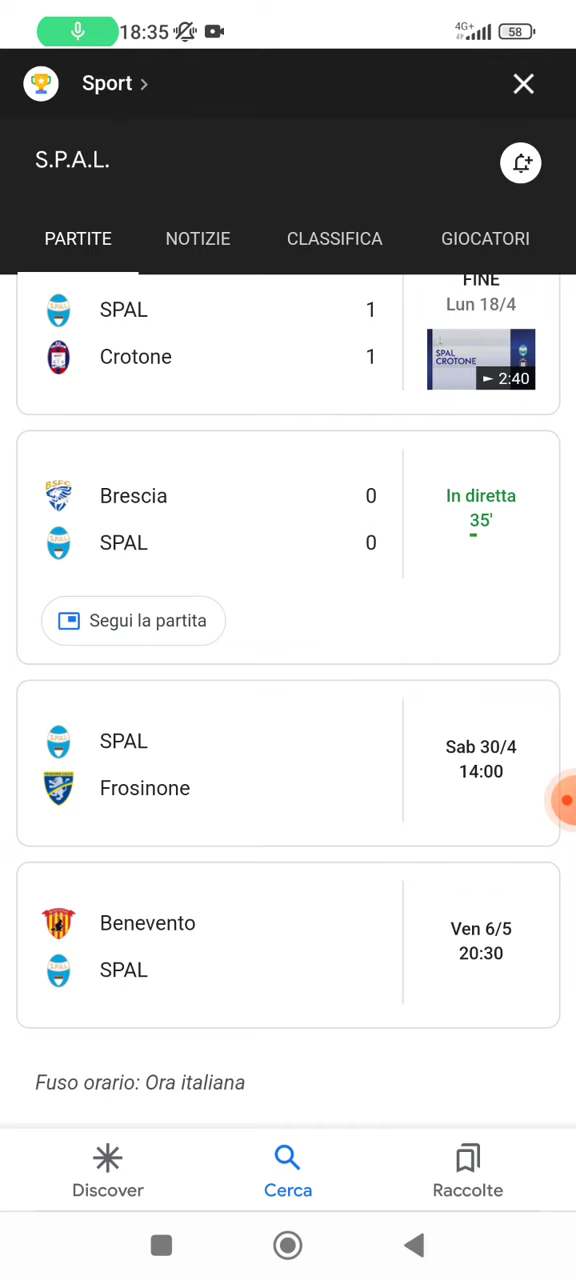 18:35
4G+
58
Sport
S.P.A.L.
PARTITE NOTIZIE CLASSIFICA GIOCATORI
FINE
SPAL 1
Lun 18/4
Crotone 1
SPAL
CROTONE
2:40
Brescia 0
In diretta
35'
SPAL 0
Segui la partita
SPAL
Frosinone
Sab 30/4
14:00
Benevento
SPAL
Ven 6/5
20:30
Fuso orario: Ora italiana
Discover Cerca Raccolte